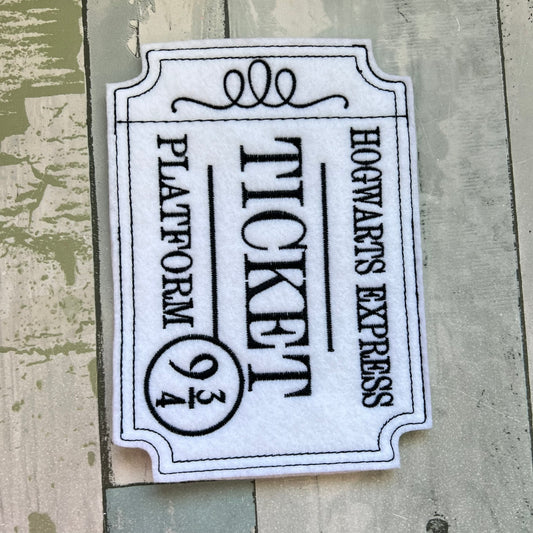 HOGWARTS EXPRESS
TICKET
PLATFORM 9 3/4